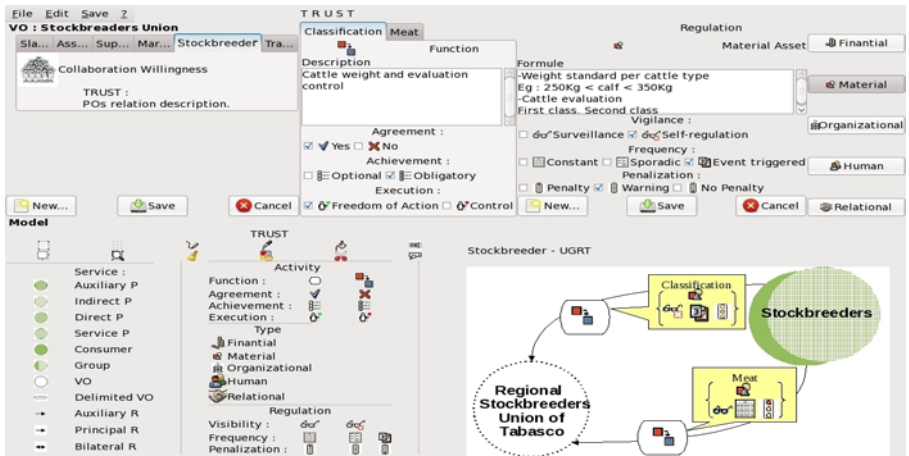 File Edit Save ?
VO : Stockbreaders Union
Sla... Ass... Sup... Mar... Stockbreeder Tra...
Collaboration Willingness
TRUST :
POs relation description.
New... Save Cancel
TRUST
Classification Meat
Function
Description
Cattle weight and evaluation
control
Agreement :
Yes No
Achievement :
Optional Obligatory
Execution :
Freedom of Action Control
Regulation
Material Asset
Formule
-Weight standard per cattle type
Eg : 250Kg < calf < 350Kg
-Cattle evaluation
First class. Second class
Vigilance :
Surveillance Self-regulation
Frequency :
Constant Sporadic Event triggered
Penalization :
Penalty Warning No Penalty
New... Save Cancel
Finantial
Material
Organizational
Human
Relational
Model
Service :
Auxiliary P
Indirect P
Direct P
Service P
Consumer
Group
VO
Delimited VO
Auxiliary R
Principal R
Bilateral R
TRUST
Activity
Function :
Agreement :
Achievement :
Execution :
Type
Finantial
Material
Organizational
Human
Relational
Regulation
Visibility :
Frequency :
Penalization :
Stockbreeder - UGRT
Classification
Stockbreeders
Meat
Regional
Stockbreeders
Union of
Tabasco